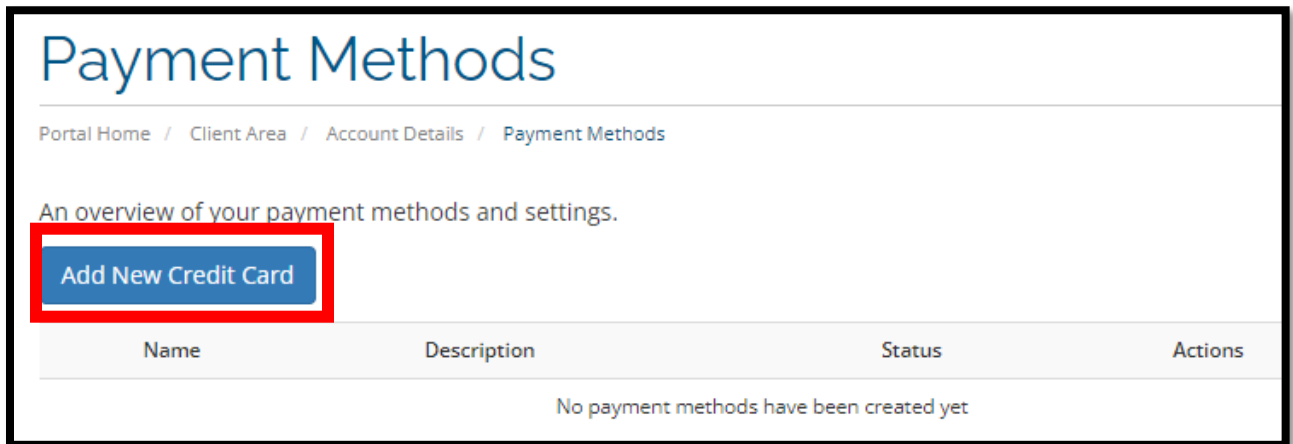 Payment Methods
Portal Home / Client Area / Account Details / Payment Methods
An overview of your payment methods and settings.
Add New Credit Card
Name Description Status Actions
No payment methods have been created yet